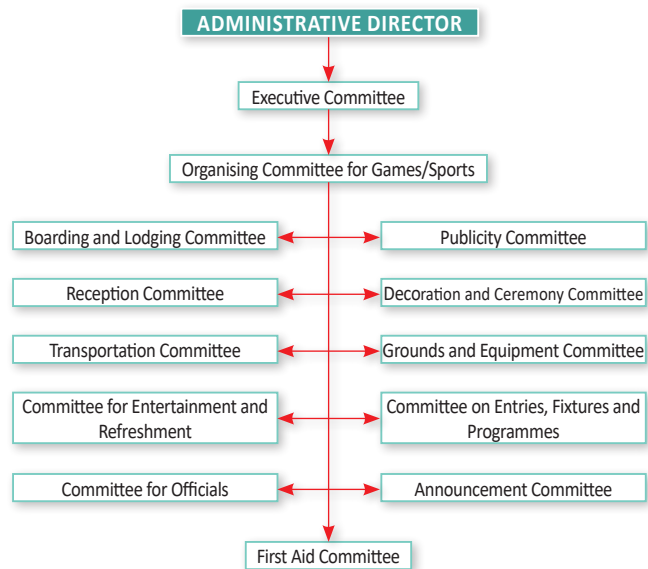 ADMINISTRATIVE DIRECTOR
Executive Committee
Organising Committee for Games/Sports
Boarding and Lodging Committee
Publicity Committee
Reception Committee
Decoration and Ceremony Committee
Transportation Committee
Grounds and Equipment Committee
Committee for Entertainment and
Refreshment
Committee on Entries, Fixtures and
Programmes
Committee for Officials
Announcement Committee
First Aid Committee